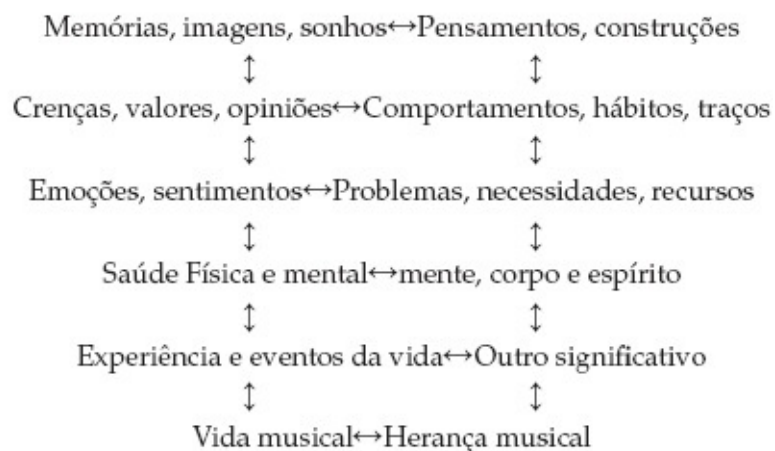 Memórias, imagens, sonhos↔Pensamentos, construções
↕ ↕
Crenças, valores, opiniões↔Comportamentos, hábitos, traços
↕ ↕
Emoções, sentimentos↔Problemas, necessidades, recursos
↕ ↕
Saúde Física e mental↔mente, corpo e espírito
↕ ↕
Experiência e eventos da vida↔Outro significativo
↕ ↕
Vida musical↔Herança musical